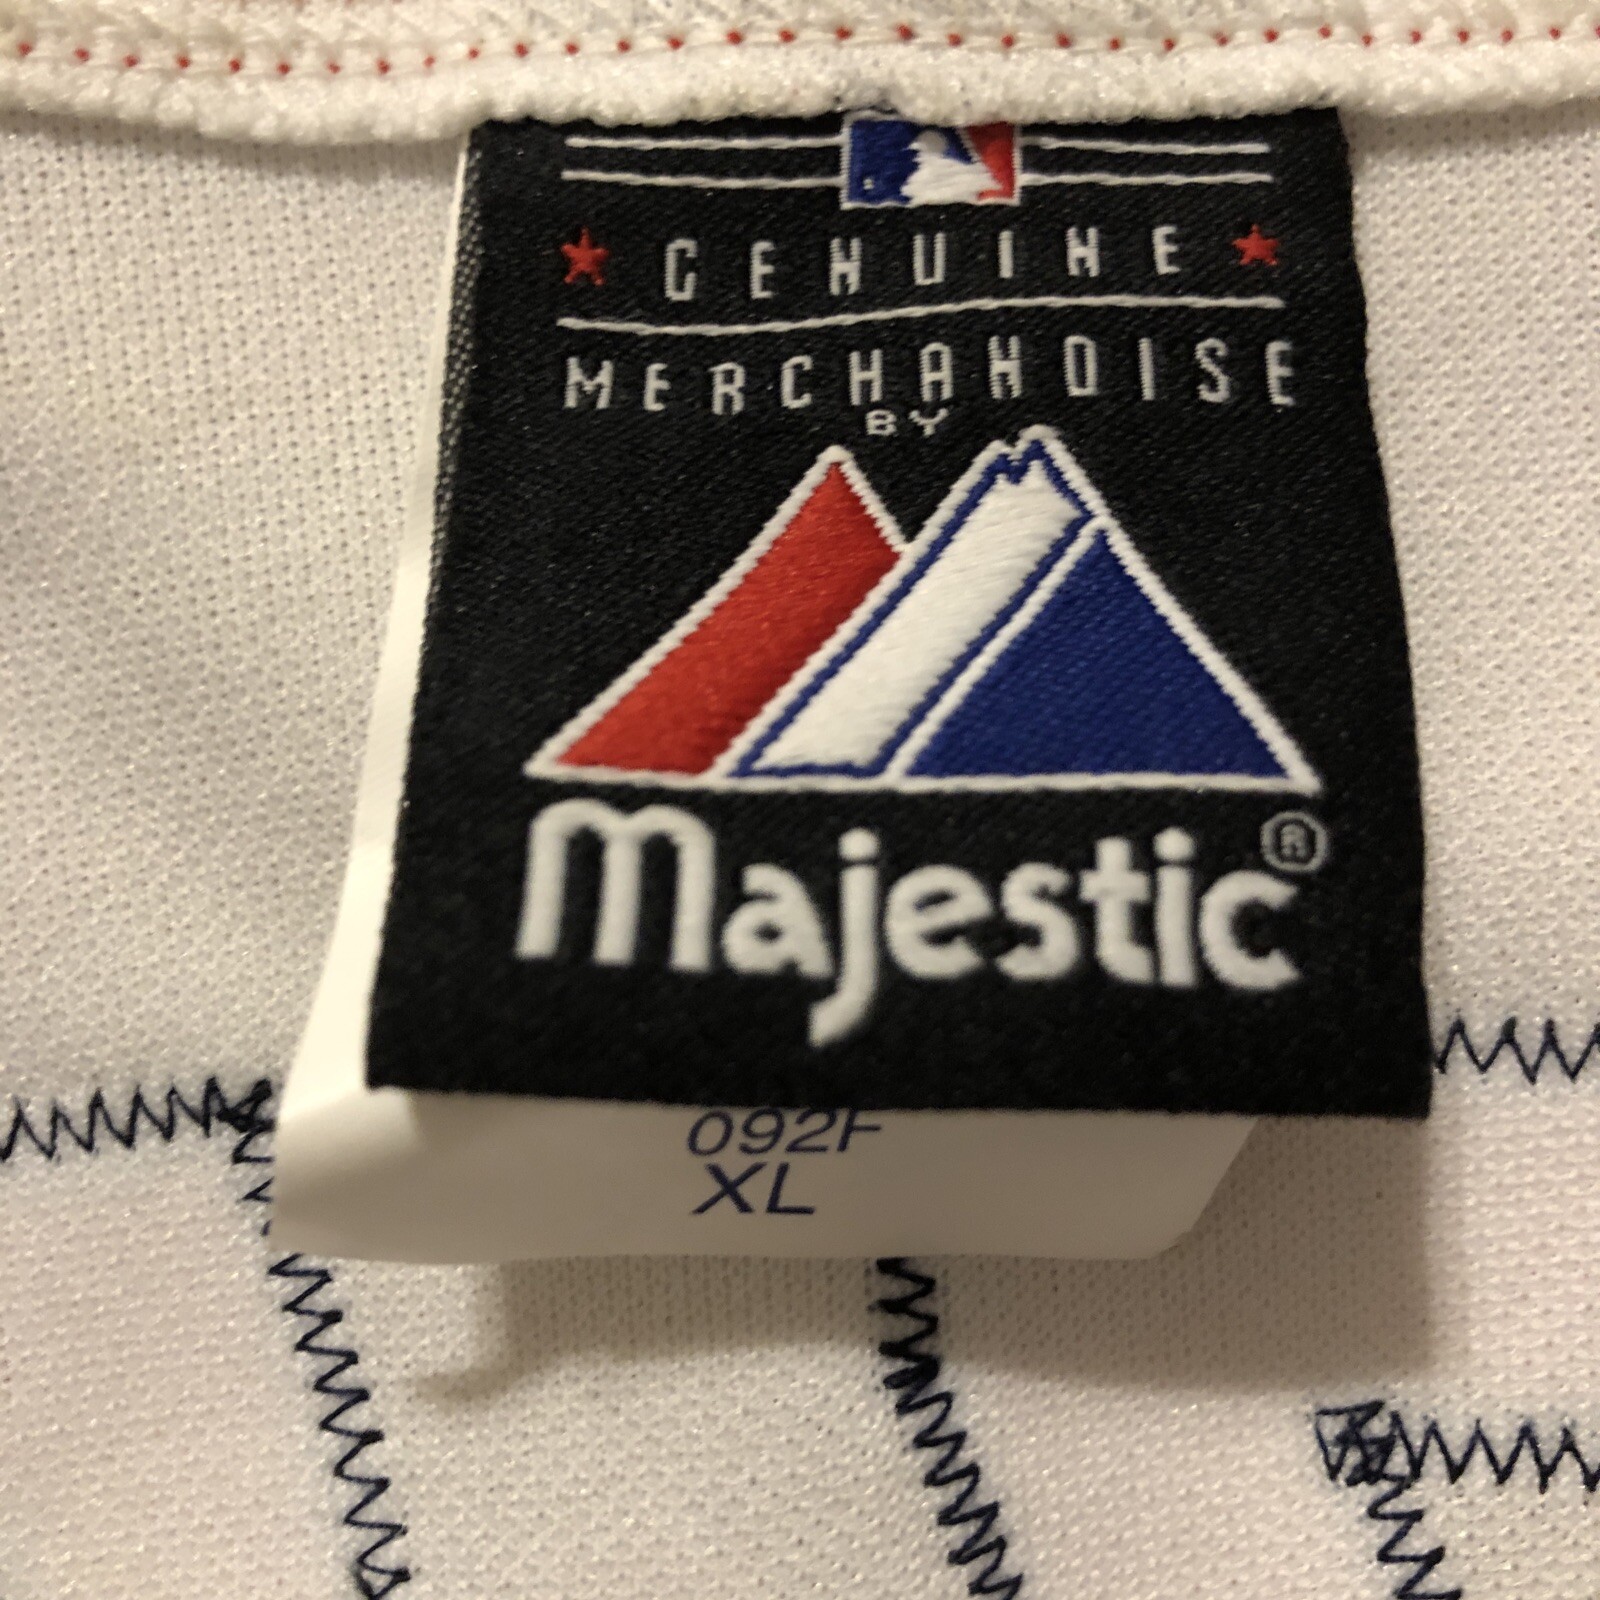 GENUINE
MERCHANDISE
BY
Majestic®
092F
XL